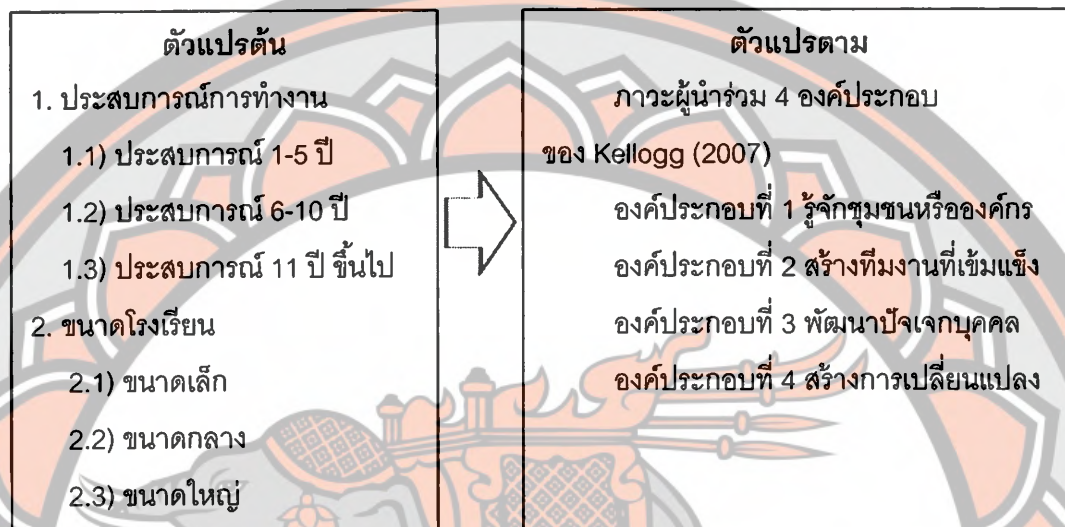 ตัวแปรต้น
1. ประสบการณ์การทำงาน
1.1) ประสบการณ์ 1-5 ปี
1.2) ประสบการณ์ 6-10 ปี
1.3) ประสบการณ์ 11 ปี ขึ้นไป
2. ขนาดโรงเรียน
2.1) ขนาดเล็ก
2.2) ขนาดกลาง
2.3) ขนาดใหญ่
ตัวแปรตาม
ภาวะผู้นำร่วม 4 องค์ประกอบ
ของ Kellogg (2007)
องค์ประกอบที่ 1 รู้จักชุมชนหรือองค์กร
องค์ประกอบที่ 2 สร้างทีมงานที่เข้มแข็ง
องค์ประกอบที่ 3 พัฒนาปัจเจกบุคคล
องค์ประกอบที่ 4 สร้างการเปลี่ยนแปลง